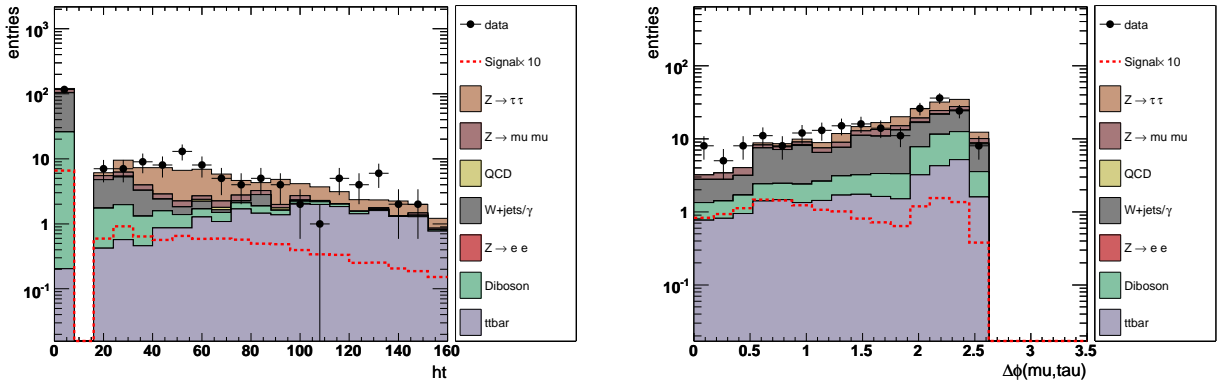 entries
10³
10²
10
1
10⁻¹
0 20 40 60 80 100 120 140 160
ht
data
Signal× 10
Z → τ τ
Z → mu mu
QCD
W+jets/γ
Z → e e
Diboson
ttbar
entries
10²
10
1
10⁻¹
0 0.5 1 1.5 2 2.5 3 3.5
Δϕ(mu,tau)
data
Signal× 10
Z → τ τ
Z → mu mu
QCD
W+jets/γ
Z → e e
Diboson
ttbar